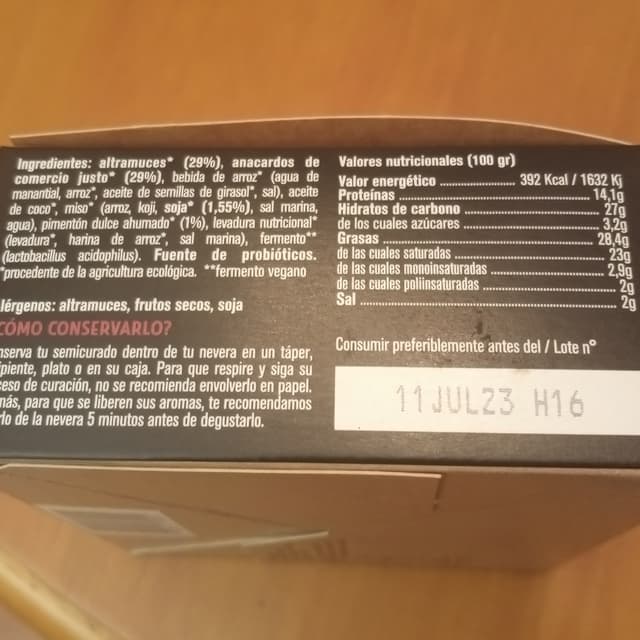 Ingredientes: altramuces* (29%), anacardos de
comercio justo* (29%), bebida de arroz* (agua de
manantial, arroz*, aceite de semillas de girasol*, sal), aceite
de coco*, miso* (arroz, koji, soja* (1,55%), sal marina,
agua), pimentón dulce ahumado* (1%), levadura nutricional*
(levadura*, harina de arroz*, sal marina), fermento**
(lactobacillus acidophilus). Fuente de probióticos.
*procedente de la agricultura ecológica. **fermento vegano
lérgenos: altramuces, frutos secos, soja
CÓMO CONSERVARLO?
nserva tu semicurado dentro de tu nevera en un táper,
ipiente, plato o en su caja. Para que respire y siga su
eso de curación, no se recomienda envolverlo en papel.
más, para que se liberen sus aromas, te recomendamos
rlo de la nevera 5 minutos antes de degustarlo.
Valores nutricionales (100 gr)
Valor energético ................ 392 Kcal / 1632 Kj
Proteínas ................ 14,1g
Hidratos de carbono ................ 27g
de los cuales azúcares ................ 3,2g
Grasas ................ 28,4g
de las cuales saturadas ................ 23g
de las cuales monoinsaturadas ................ 2,9g
de las cuales poliinsaturadas ................ 2g
Sal ................ 2g
Consumir preferiblemente antes del / Lote nº
11JUL23 H16